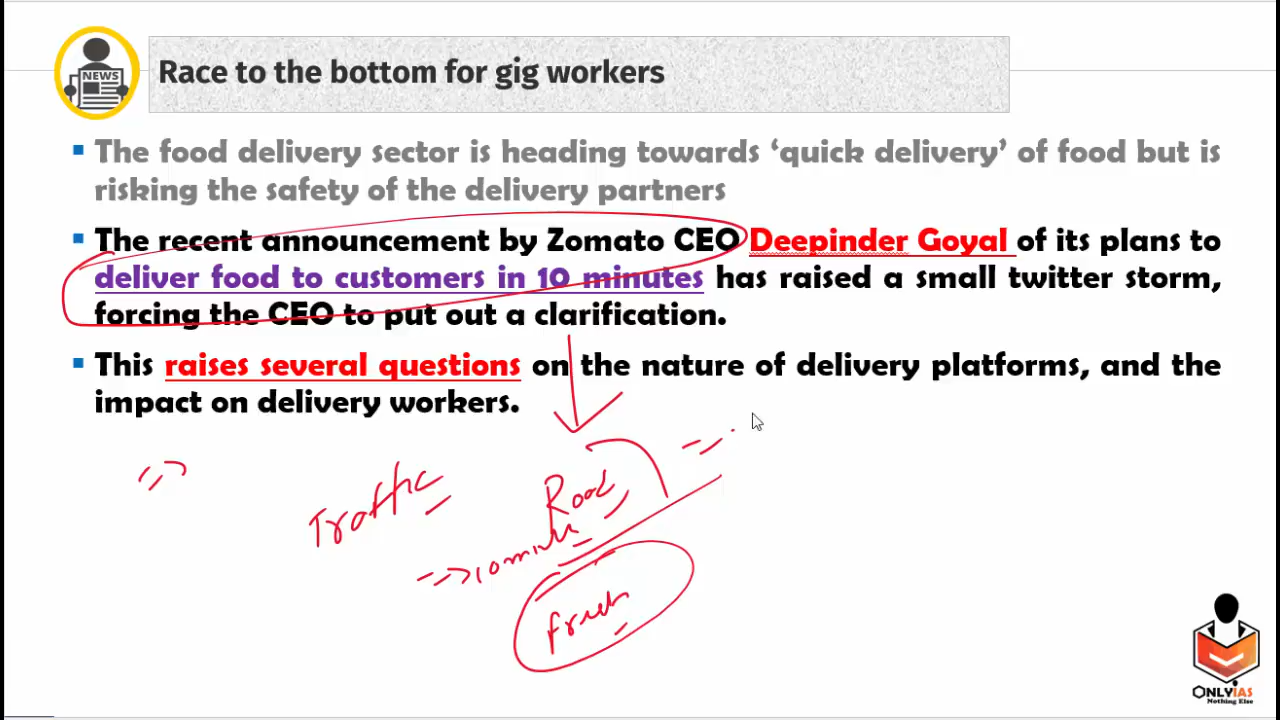 NEWS
Race to the bottom for gig workers
The food delivery sector is heading towards ‘quick delivery’ of food but is
risking the safety of the delivery partners
The recent announcement by Zomato CEO Deepinder Goyal of its plans to
deliver food to customers in 10 minutes has raised a small twitter storm,
forcing the CEO to put out a clarification.
This raises several questions on the nature of delivery platforms, and the
impact on delivery workers.
Traffic
Road
10
ONLYIAS
Nothing Else